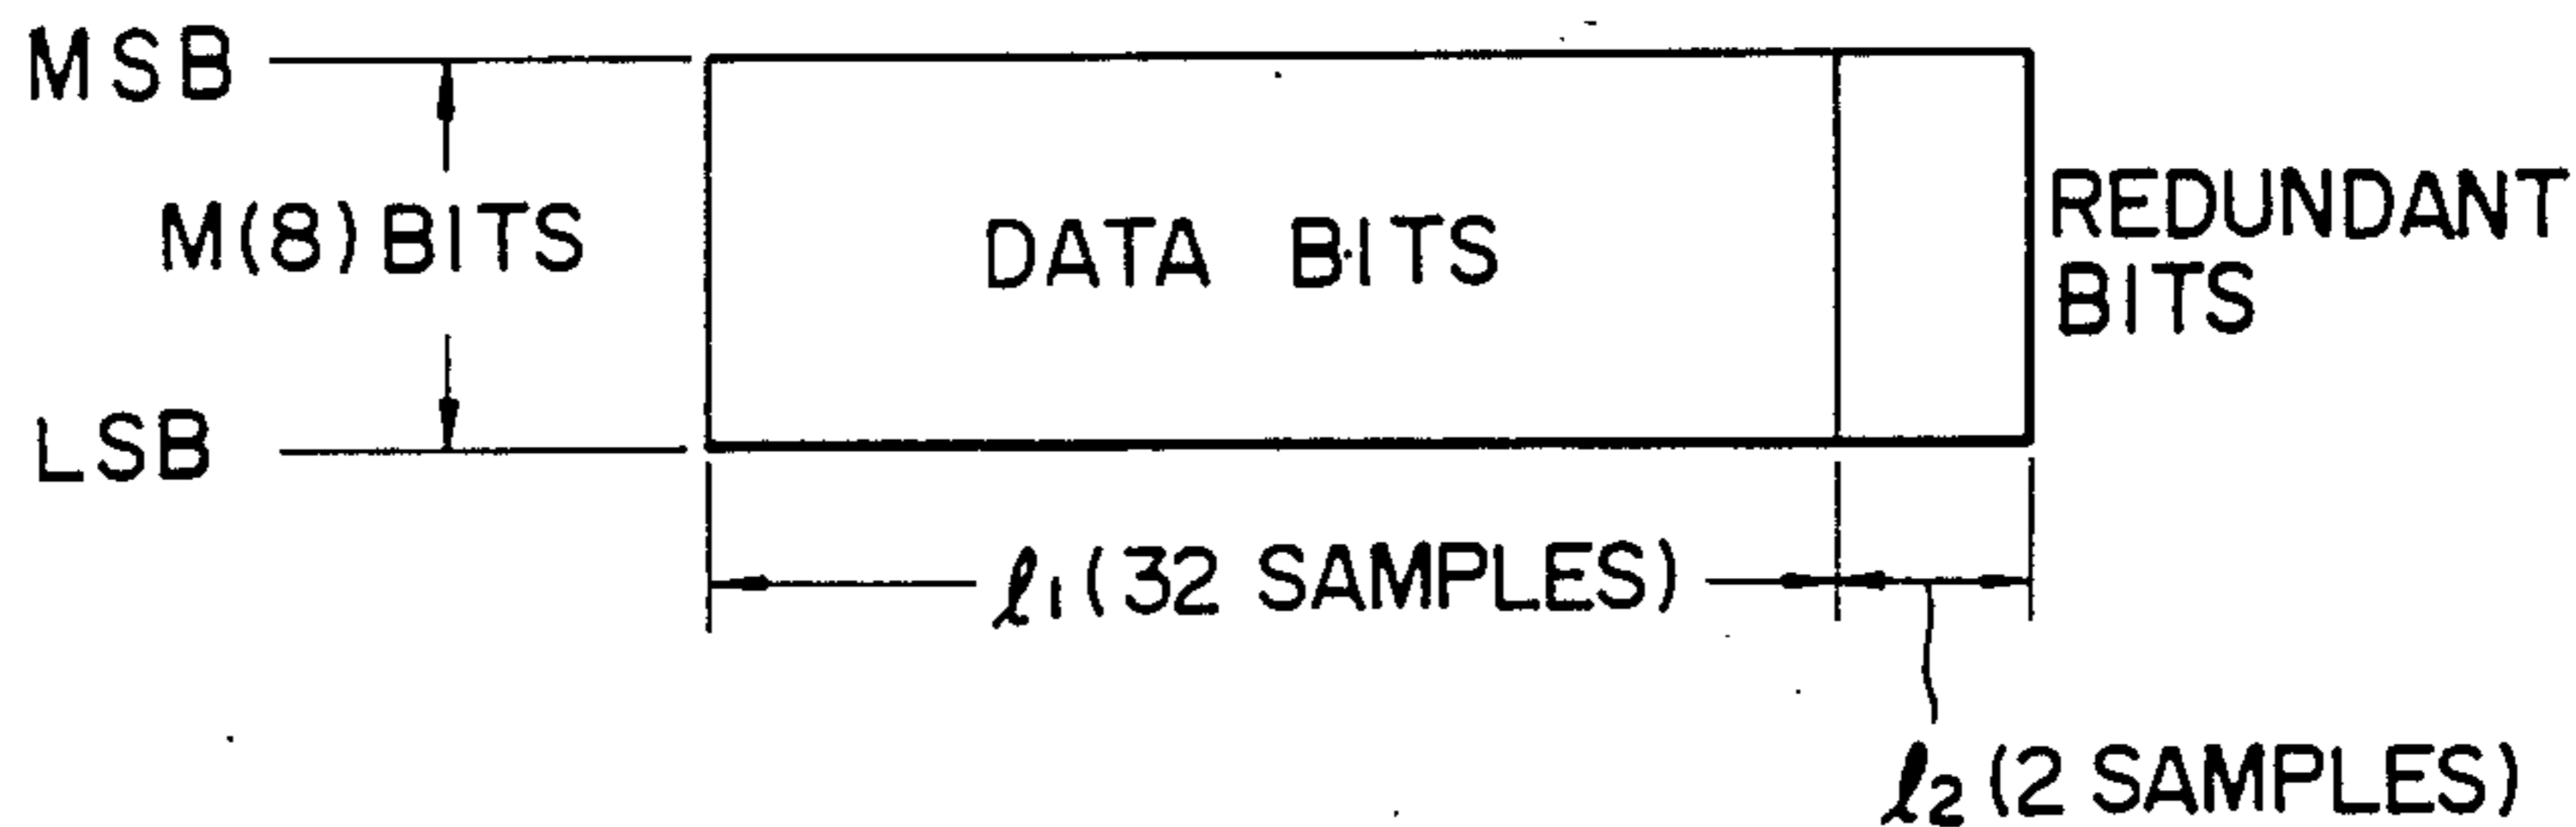 MSB
M(8) BITS
LSB
DATA BITS
REDUNDANT
BITS
ℓ1 (32 SAMPLES)
ℓ2 (2 SAMPLES)